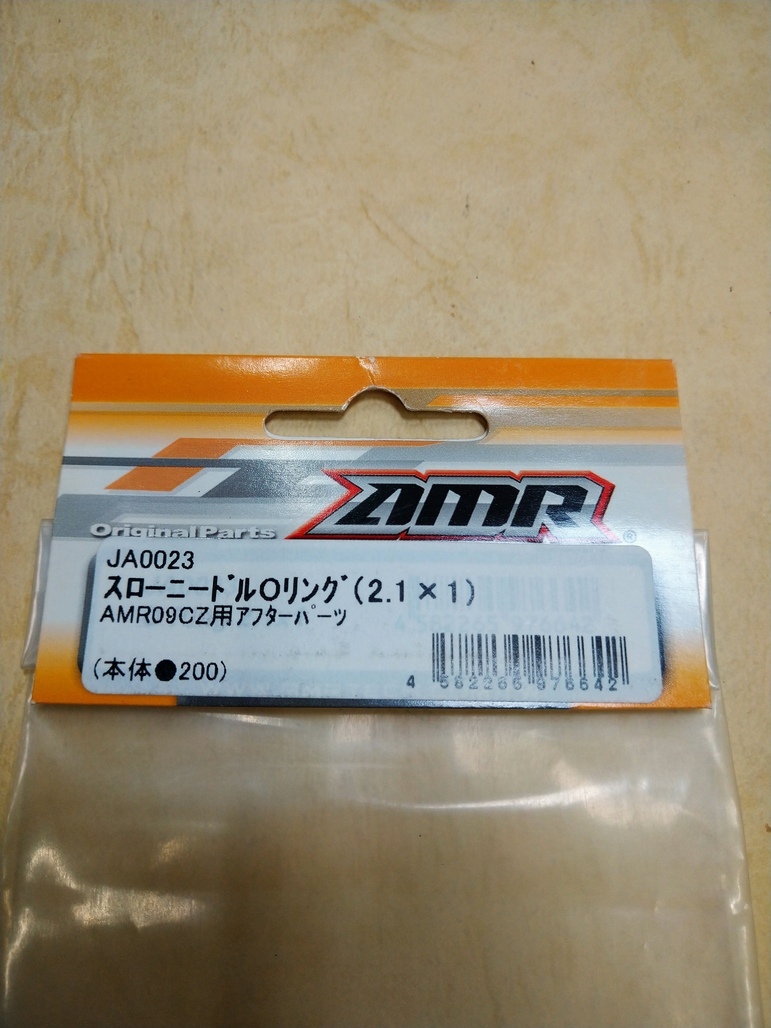 AMR
Original Parts
®
JA0023
スローニードﾞルOリングﾞ(2.1×1)
AMR09CZ用アフターパーツ
(本体●200)
4 582265 976642